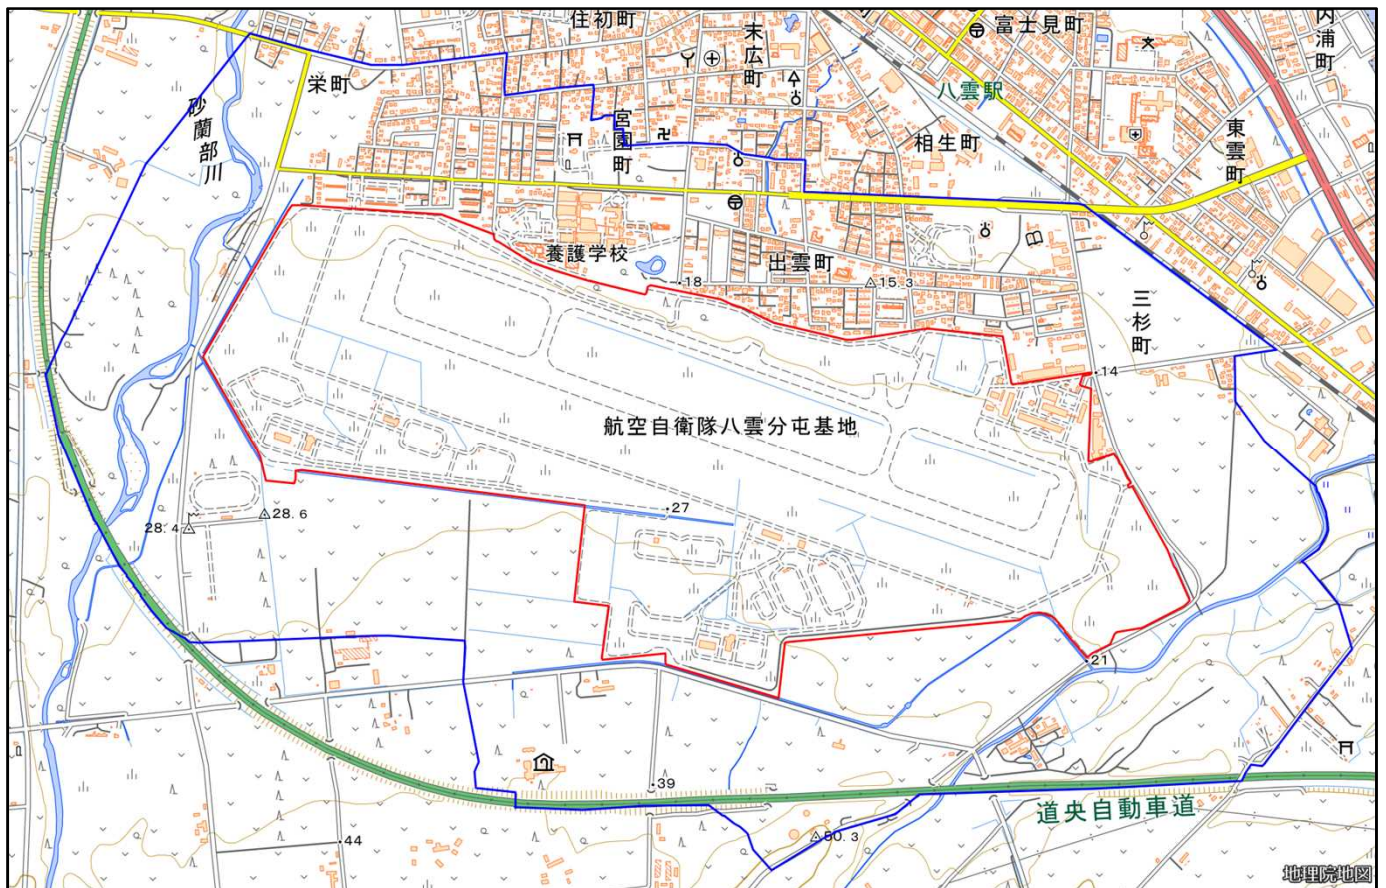 住初町
末広町
富士見町
内浦町
栄町
八雲駅
砂蘭部川
宮園町
相生町
東雲町
養護学校
出雲町
18
15.3
三杉町
14
航空自衛隊八雲分屯基地
27
28.6
28.4
21
39
道央自動車道
50.3
44
地理院地図